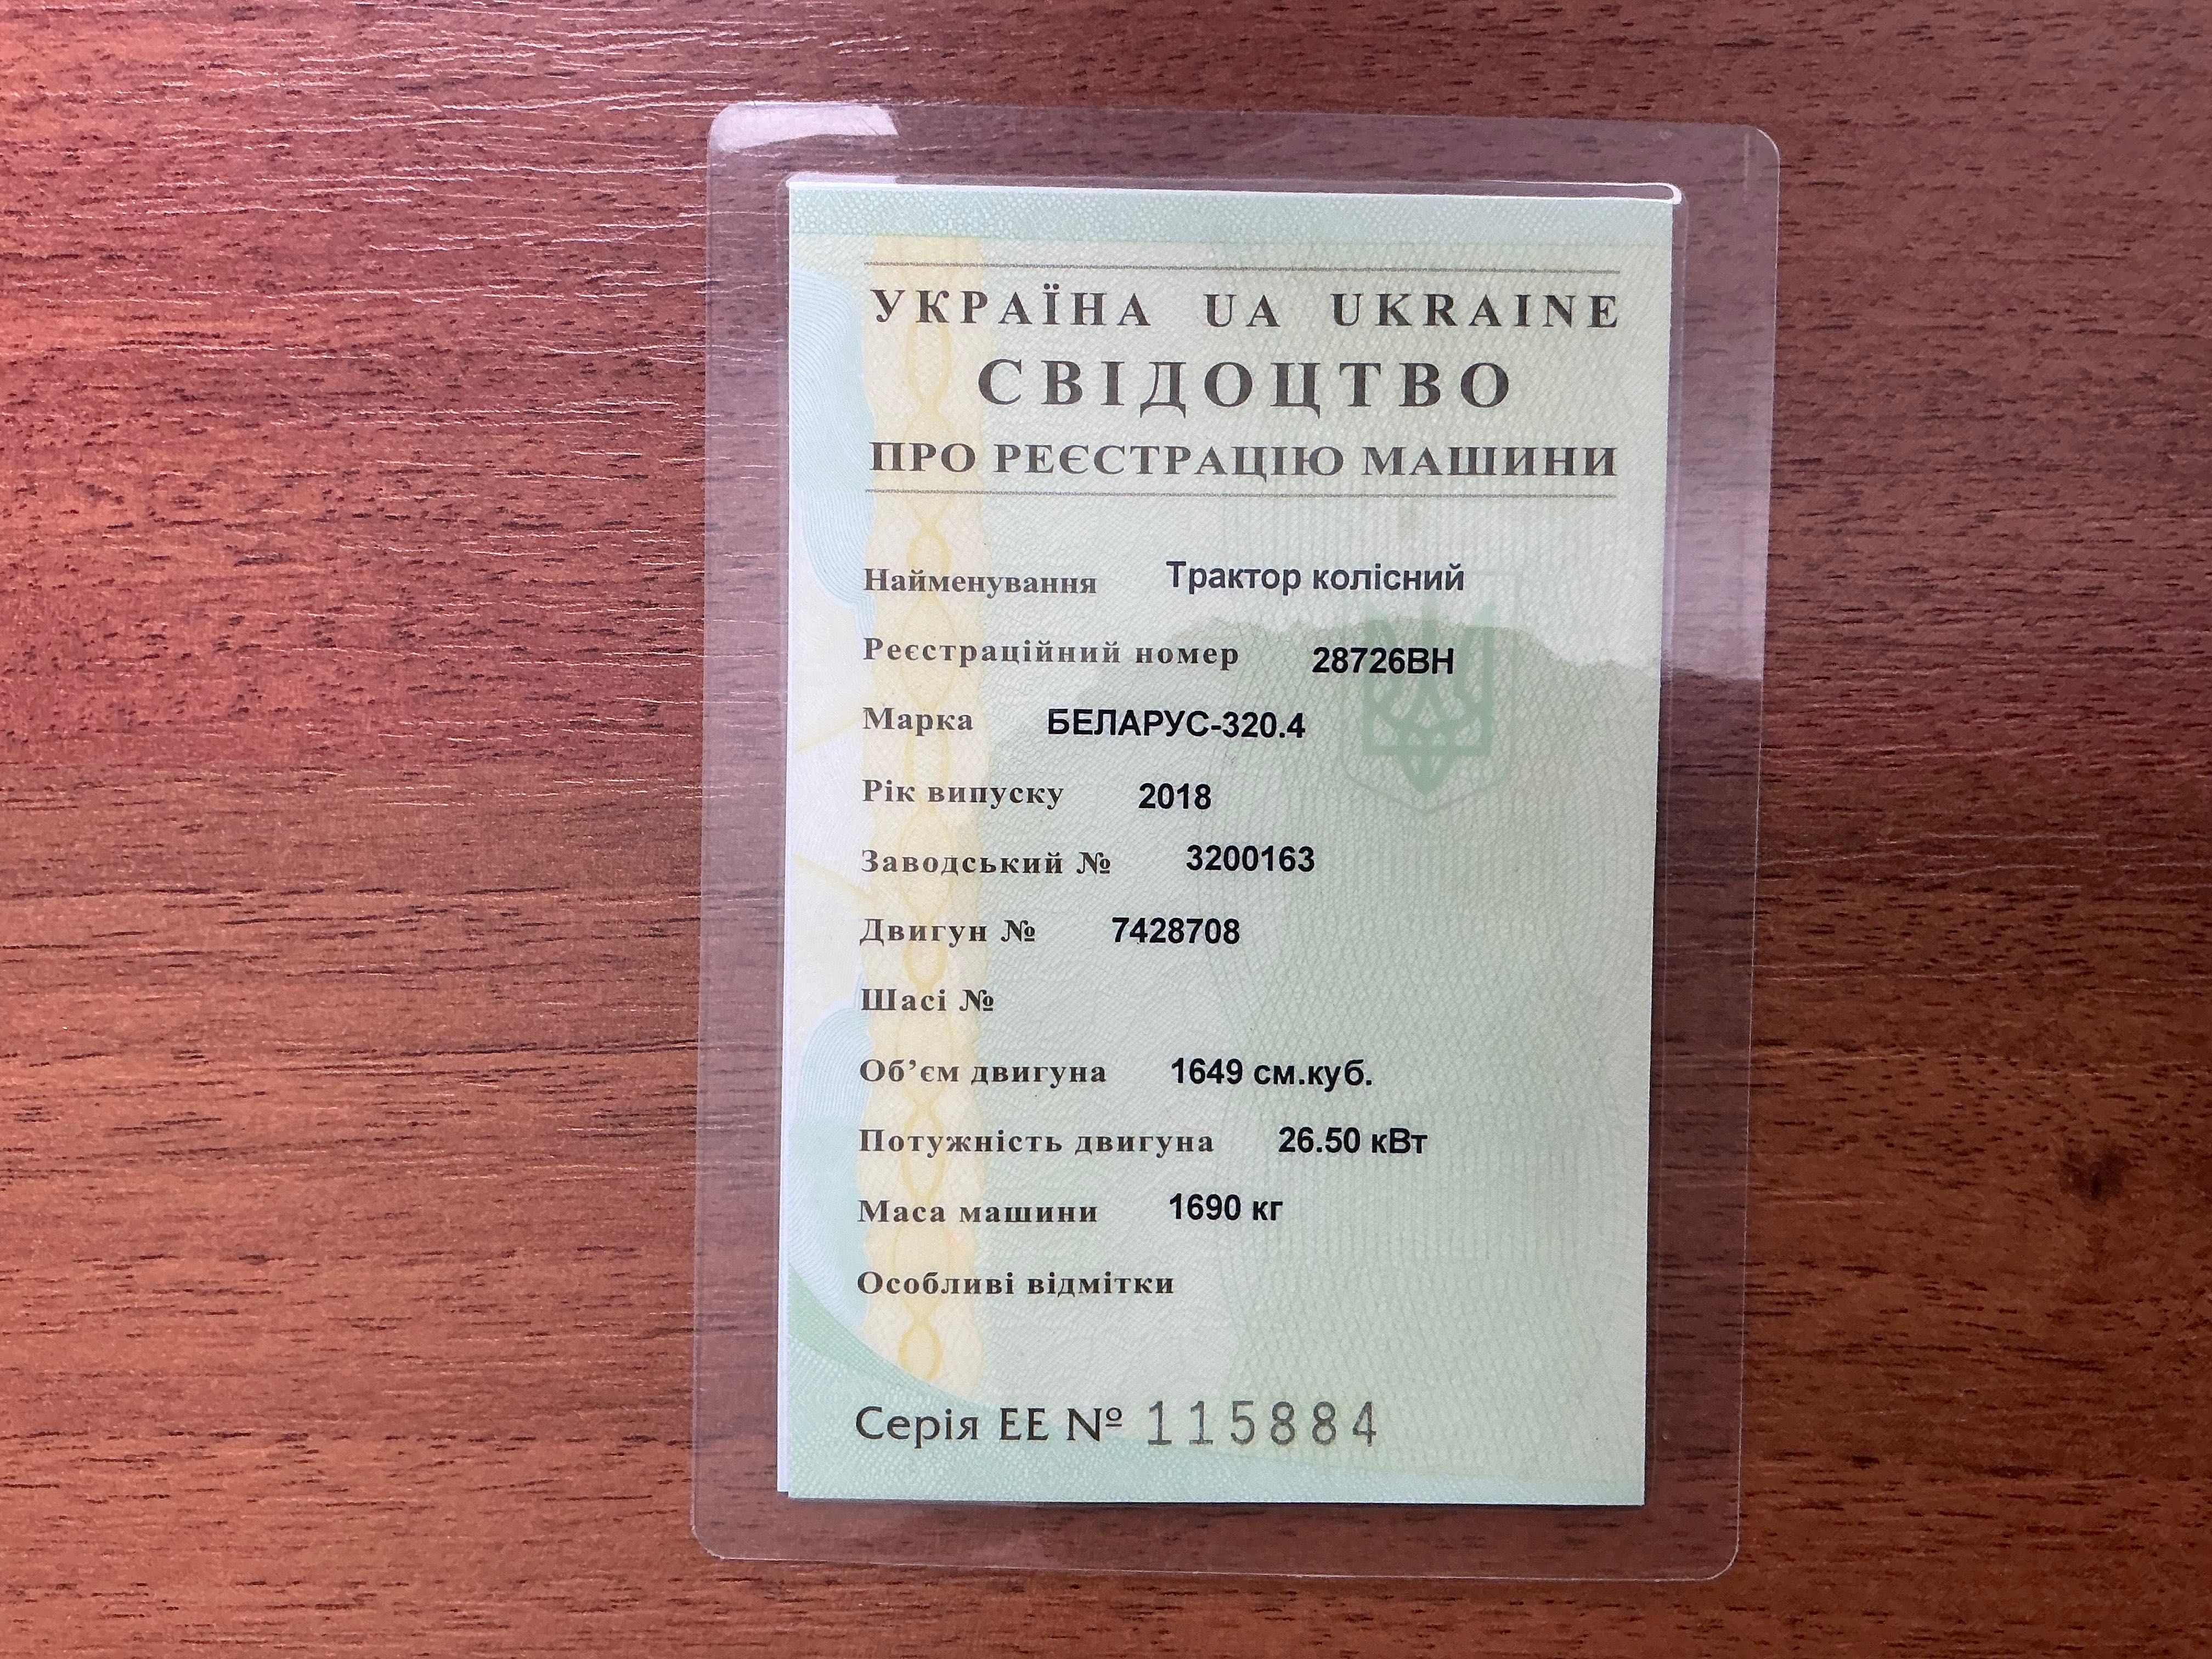 УКРАЇНА UA UKRAINE
СВІДОЦТВО
ПРО РЕЄСТРАЦІЮ МАШИНИ
Найменування Трактор колісний
Реєстраційний номер 28726ВН
Марка БЕЛАРУС-320.4
Рік випуску 2018
Заводський № 3200163
Двигун № 7428708
Шасі №
Об’єм двигуна 1649 см.куб.
Потужність двигуна 26.50 кВт
Маса машини 1690 кг
Особливі відмітки
Серія ЕЕ № 115884